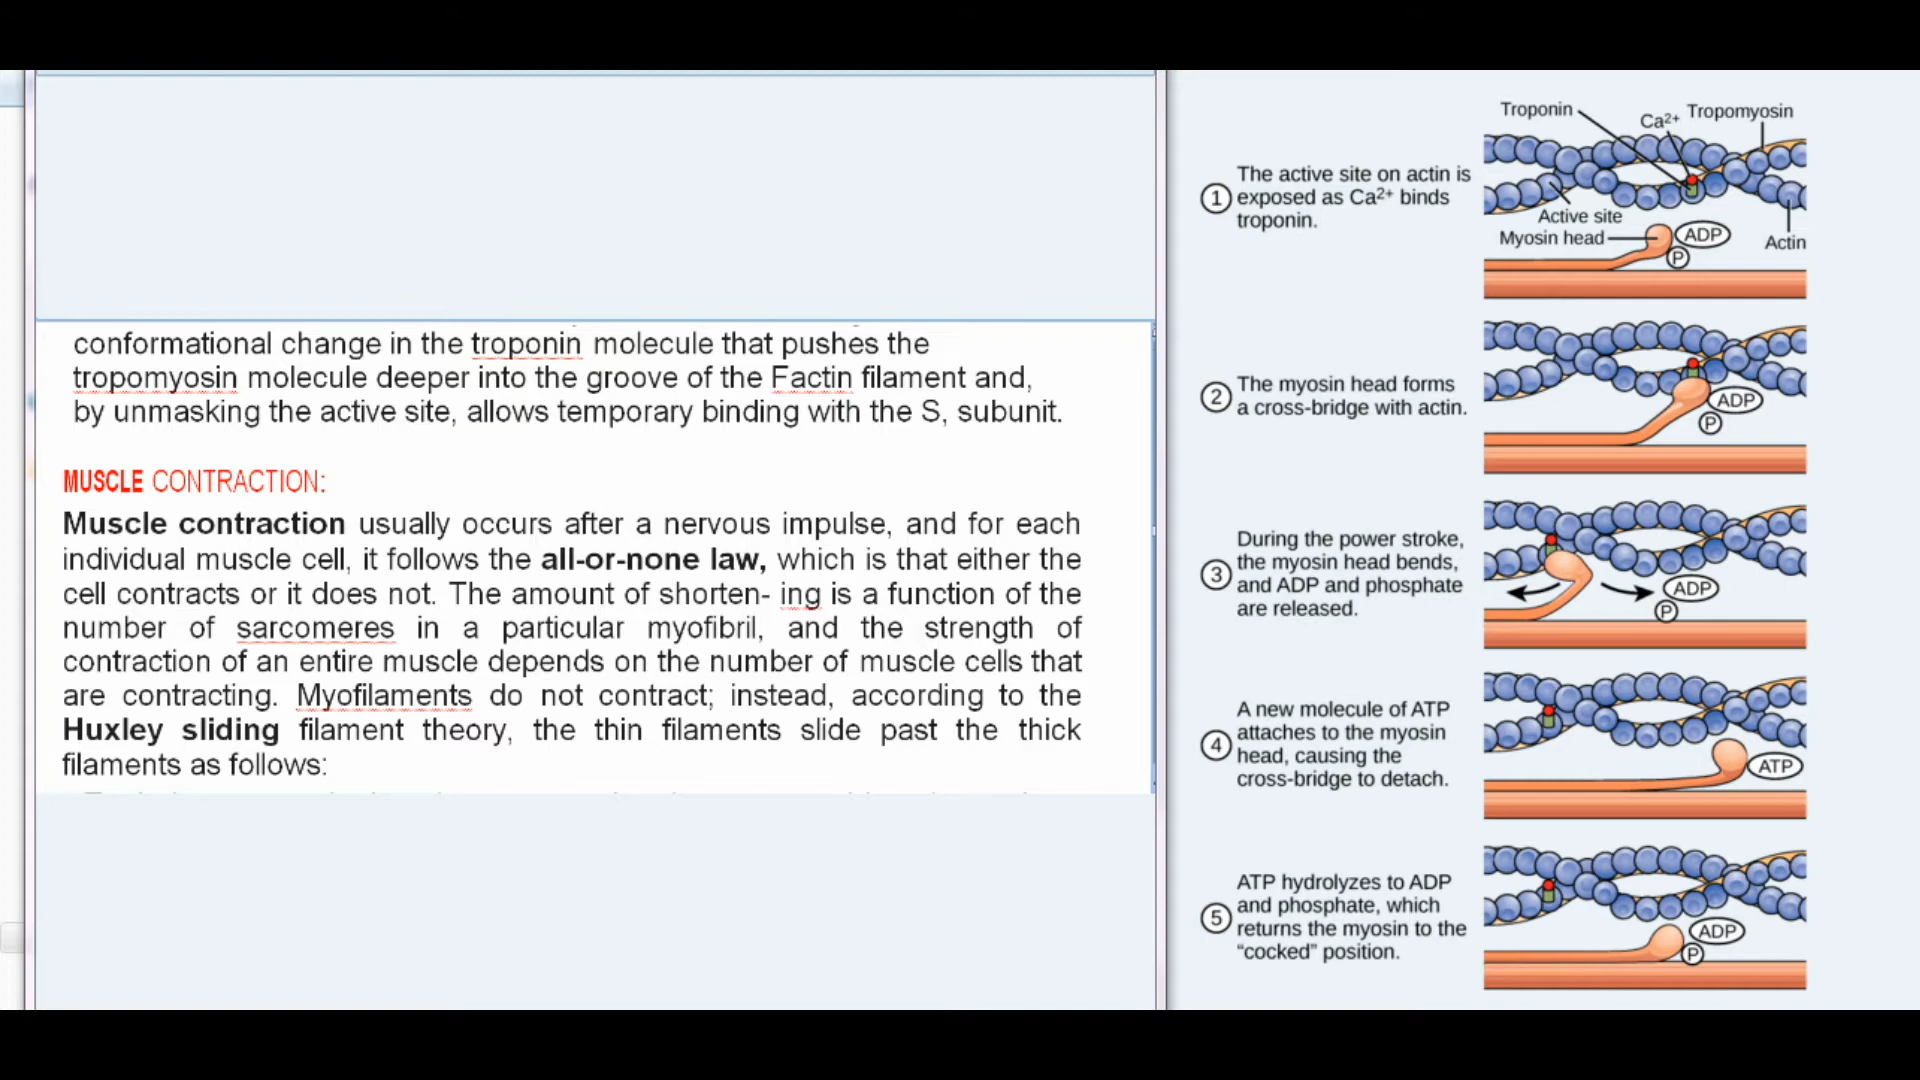 conformational change in the troponin molecule that pushes the
tropomyosin molecule deeper into the groove of the Factin filament and,
by unmasking the active site, allows temporary binding with the S, subunit.
MUSCLE CONTRACTION:
Muscle contraction usually occurs after a nervous impulse, and for each
individual muscle cell, it follows the all-or-none law, which is that either the
cell contracts or it does not. The amount of shorten- ing is a function of the
number of sarcomeres in a particular myofibril, and the strength of
contraction of an entire muscle depends on the number of muscle cells that
are contracting. Myofilaments do not contract; instead, according to the
Huxley sliding filament theory, the thin filaments slide past the thick
filaments as follows:
Troponin
Ca2+
Tropomyosin
1
The active site on actin is
exposed as Ca2+ binds
troponin.
Active site
Myosin head
ADP
P
Actin
2
The myosin head forms
a cross-bridge with actin.
ADP
P
3
During the power stroke,
the myosin head bends,
and ADP and phosphate
are released.
ADP
P
4
A new molecule of ATP
attaches to the myosin
head, causing the
cross-bridge to detach.
ATP
5
ATP hydrolyzes to ADP
and phosphate, which
returns the myosin to the
“cocked” position.
ADP
P